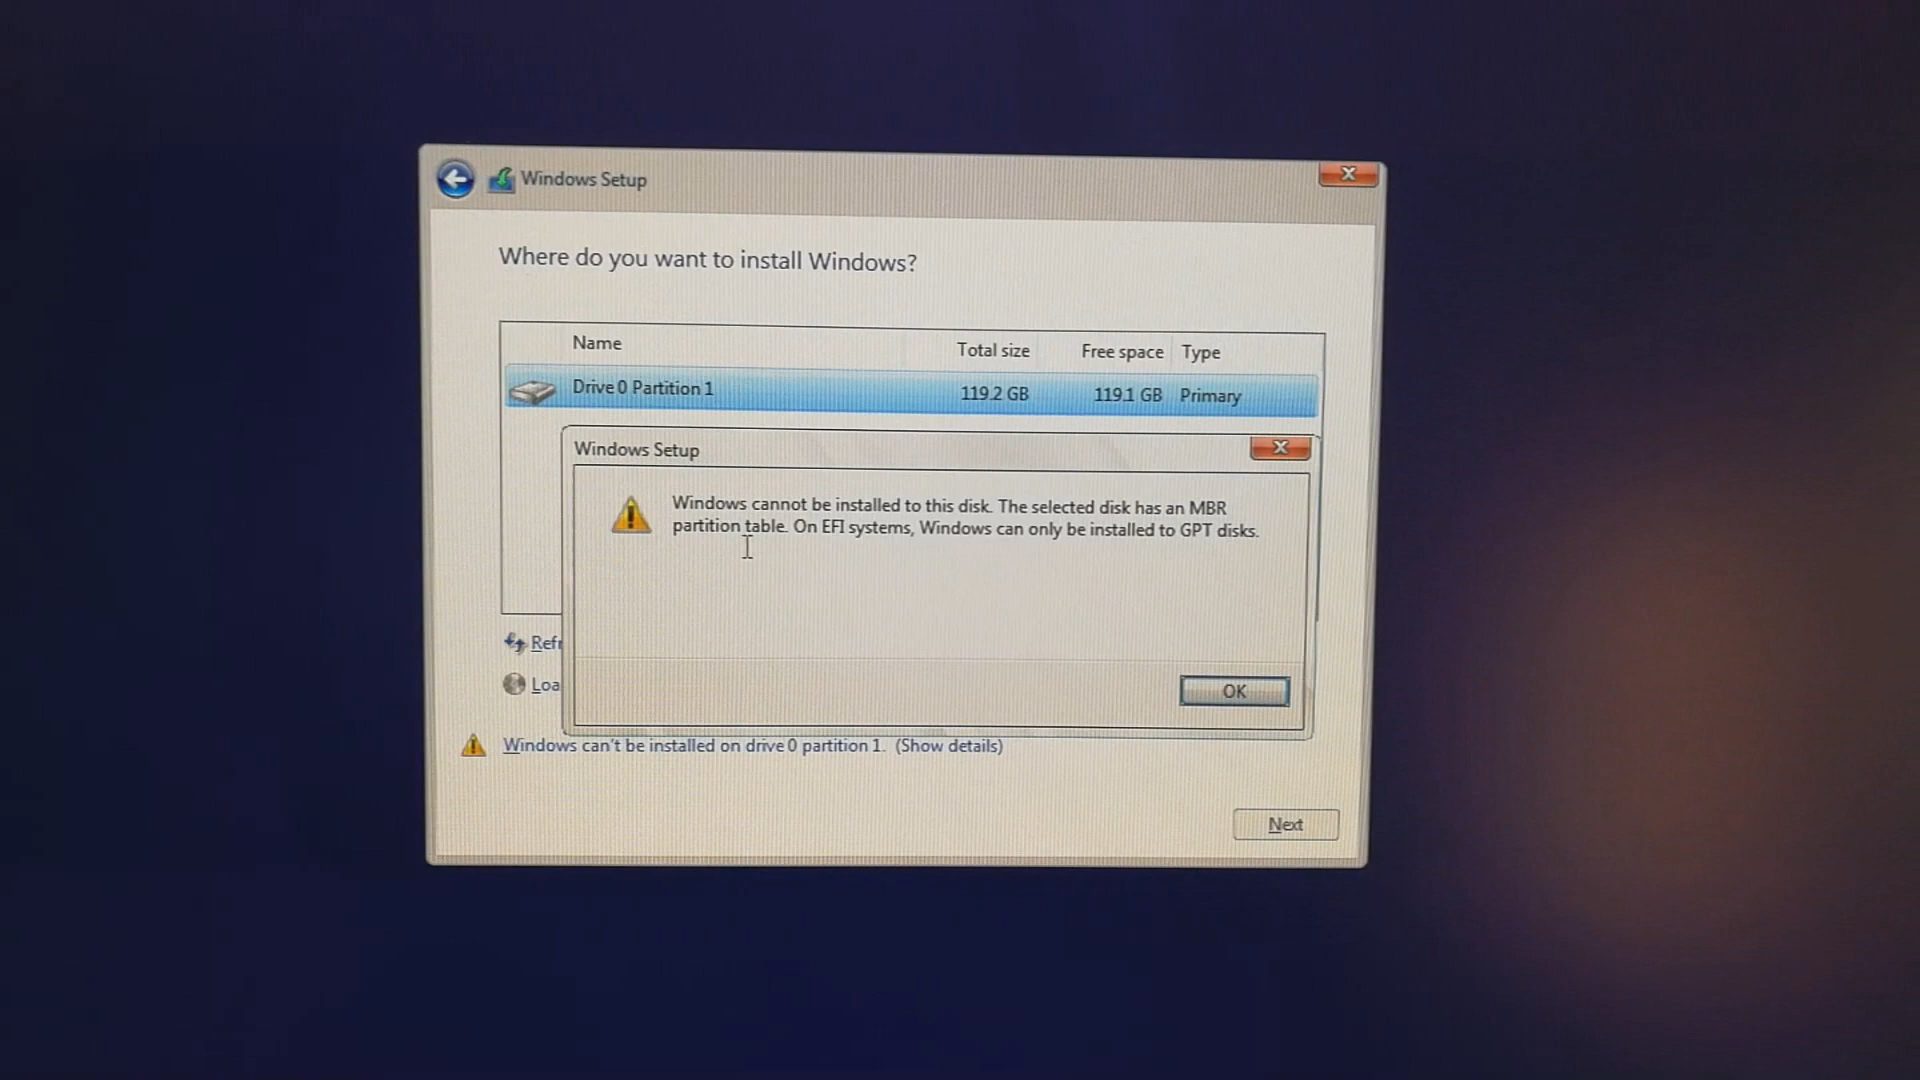 Windows Setup
Where do you want to install Windows?
Name Total size Free space Type
Drive 0 Partition 1 119.2 GB 119.1 GB Primary
Windows Setup
Windows cannot be installed to this disk. The selected disk has an MBR
partition table. On EFI systems, Windows can only be installed to GPT disks.
Refr
Loa
OK
Windows can't be installed on drive 0 partition 1. (Show details)
Next